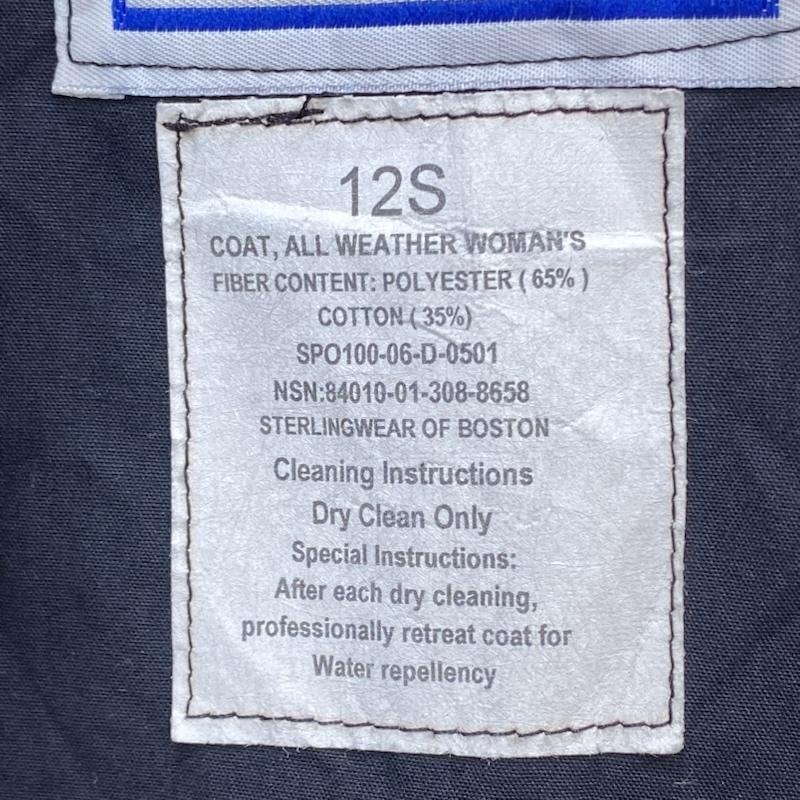 12S
COAT, ALL WEATHER WOMAN'S
FIBER CONTENT: POLYESTER ( 65% )
COTTON ( 35%)
SPO100-06-D-0501
NSN:84010-01-308-8658
STERLINGWEAR OF BOSTON
Cleaning Instructions
Dry Clean Only
Special Instructions:
After each dry cleaning,
professionally retreat coat for
Water repellency